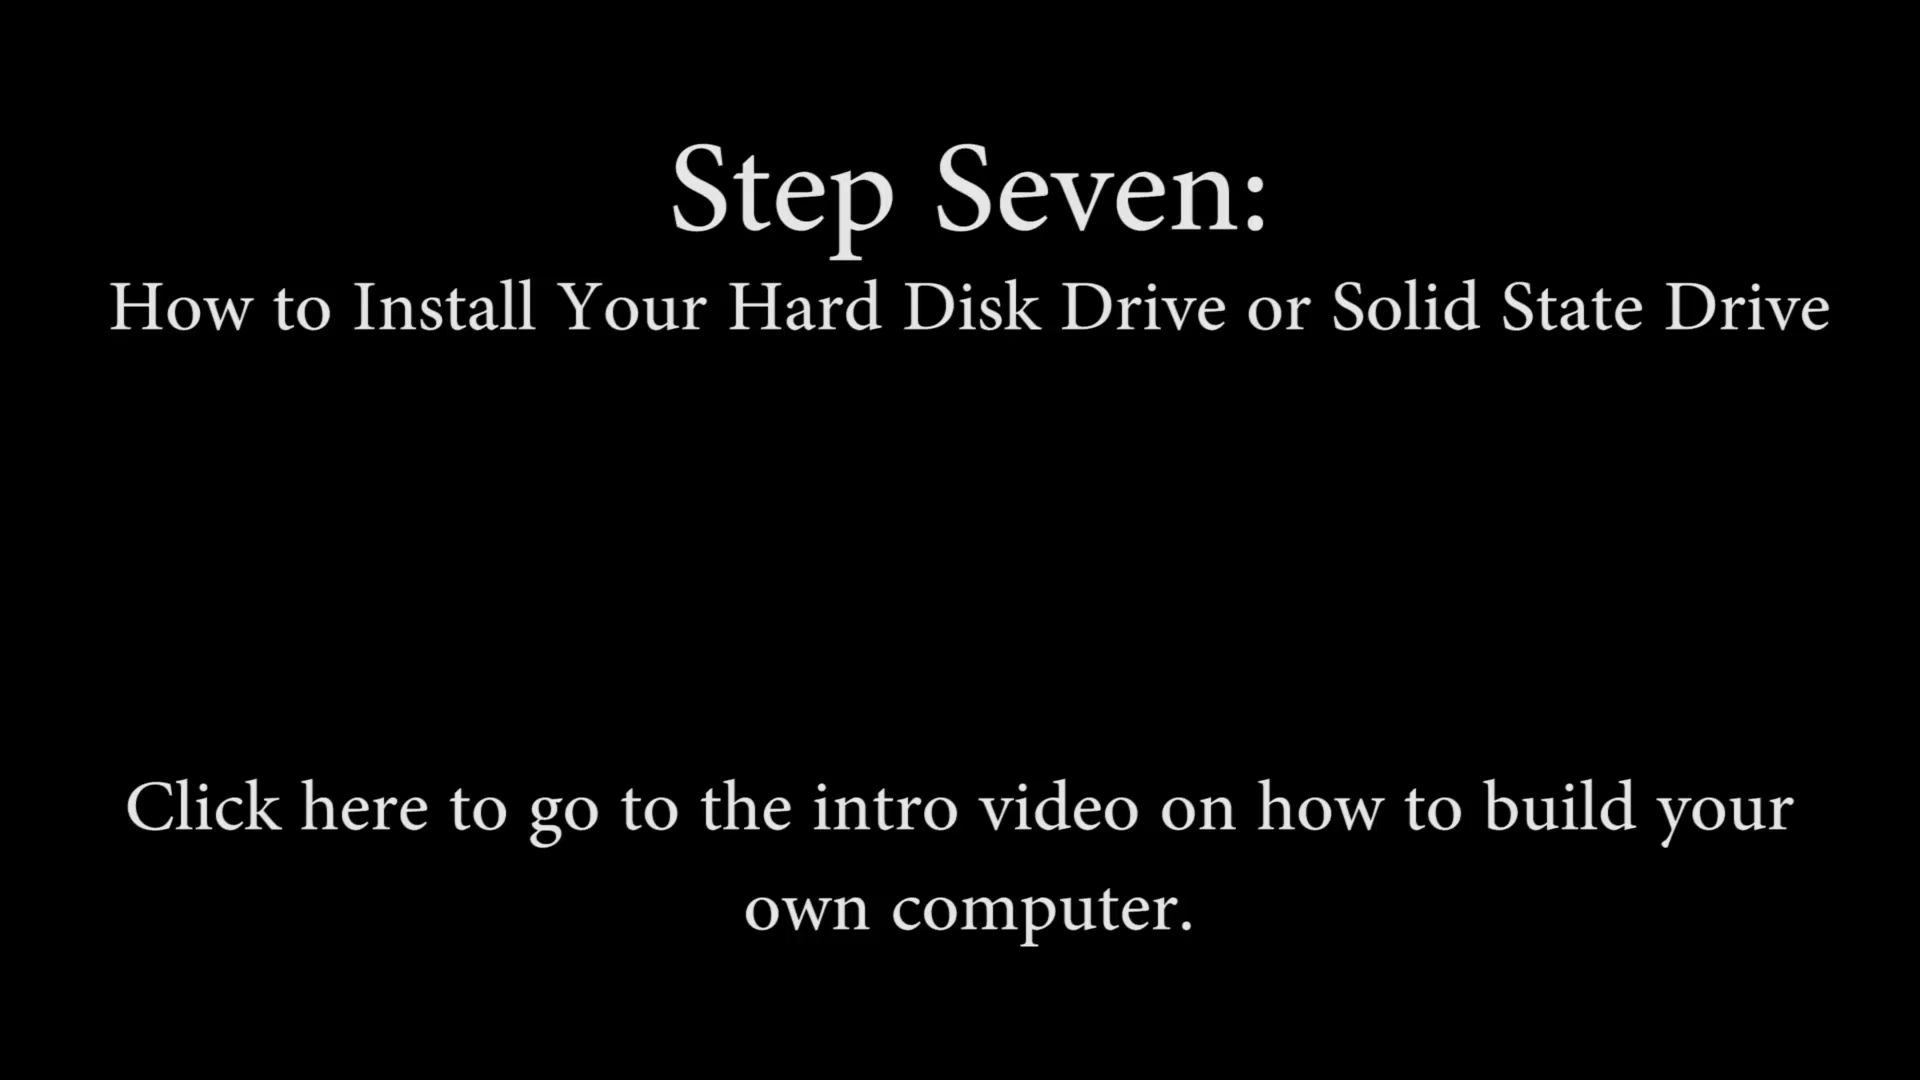 Step Seven:
How to Install Your Hard Disk Drive or Solid State Drive
Click here to go to the intro video on how to build your
own computer.